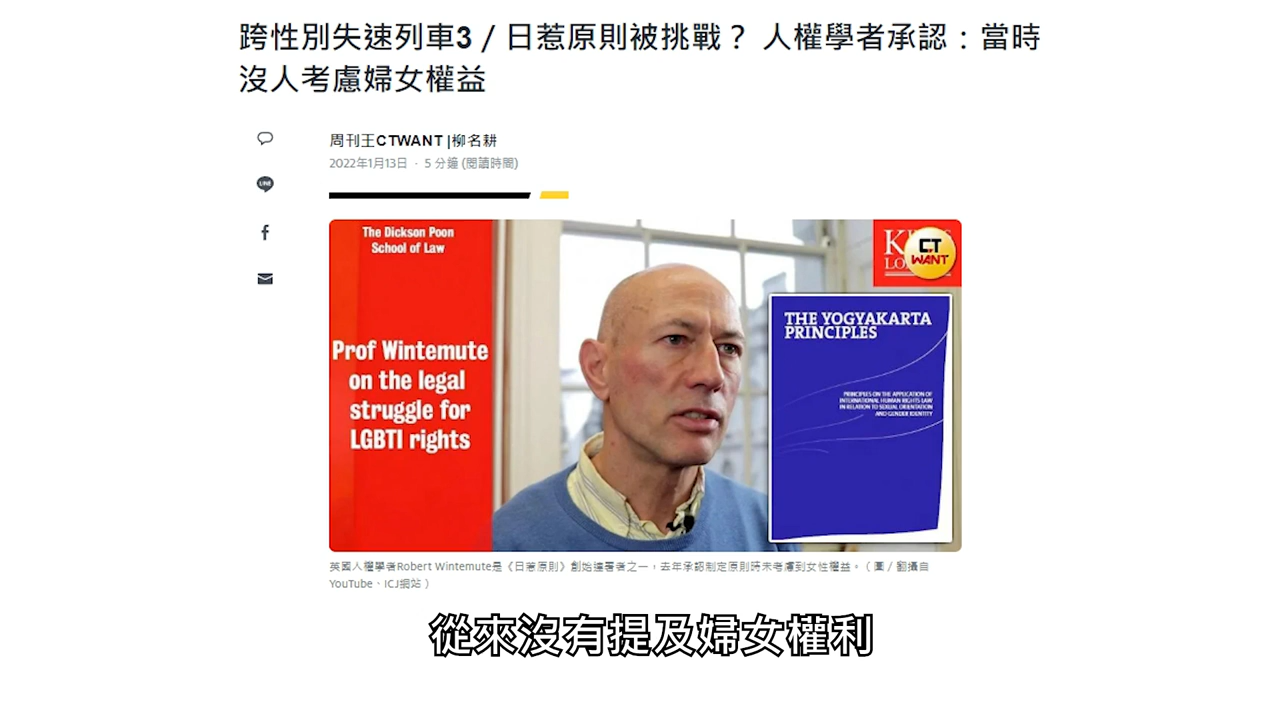 跨性別失速列車3／日惹原則被挑戰？ 人權學者承認：當時
沒人考慮婦女權益
周刊王CTWANT |柳名耕
2022年1月13日 · 5 分鐘 (閱讀時間)
LINE
The Dickson Poon
School of Law
Prof Wintemute
on the legal
struggle for
LGBTI rights
CT
WANT
THE YOGYAKARTA
PRINCIPLES
PRINCIPLES ON THE APPLICATION OF
INTERNATIONAL HUMAN RIGHTS LAW
IN RELATION TO SEXUAL ORIENTATION
AND GENDER IDENTITY
英國人權學者Robert Wintemute是《日惹原則》創始連署者之一，去年承認制定原則時未考慮到女性權益。（圖／翻攝自
YouTube、ICJ網站）
從來沒有提及婦女權利